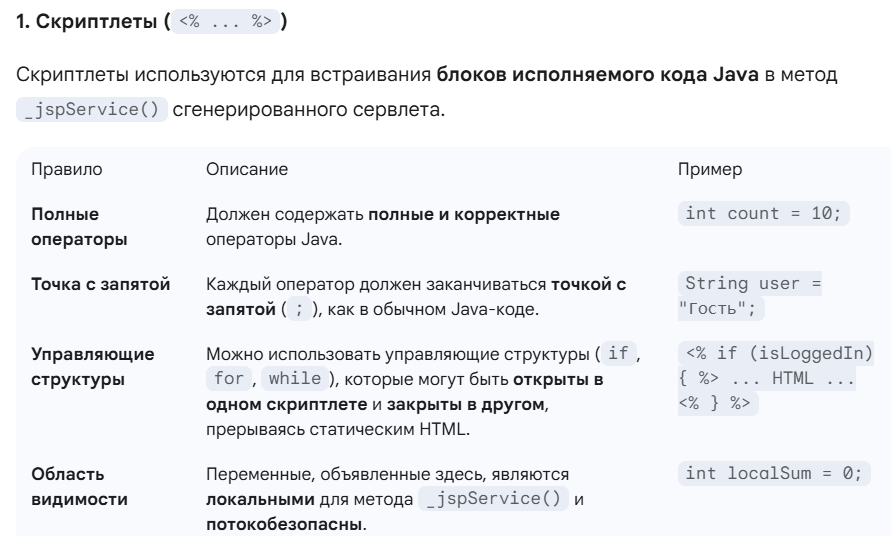 1. Скриптлеты ( <% ... %> )
Скриптлеты используются для встраивания блоков исполняемого кода Java в метод
_jspService() сгенерированного сервлета.
Правило Описание Пример
Полные операторы Должен содержать полные и корректные операторы Java. int count = 10;
Точка с запятой Каждый оператор должен заканчиваться точкой с запятой ( ; ), как в обычном Java-коде. String user = "Гость";
Управляющие структуры Можно использовать управляющие структуры ( if , for , while ), которые могут быть открыты в одном скриптлете и закрыты в другом, прерываясь статическим HTML. <% if (isLoggedIn) { %> ... HTML ... <% } %>
Область видимости Переменные, объявленные здесь, являются локальными для метода _jspService() и потокобезопасны. int localSum = 0;